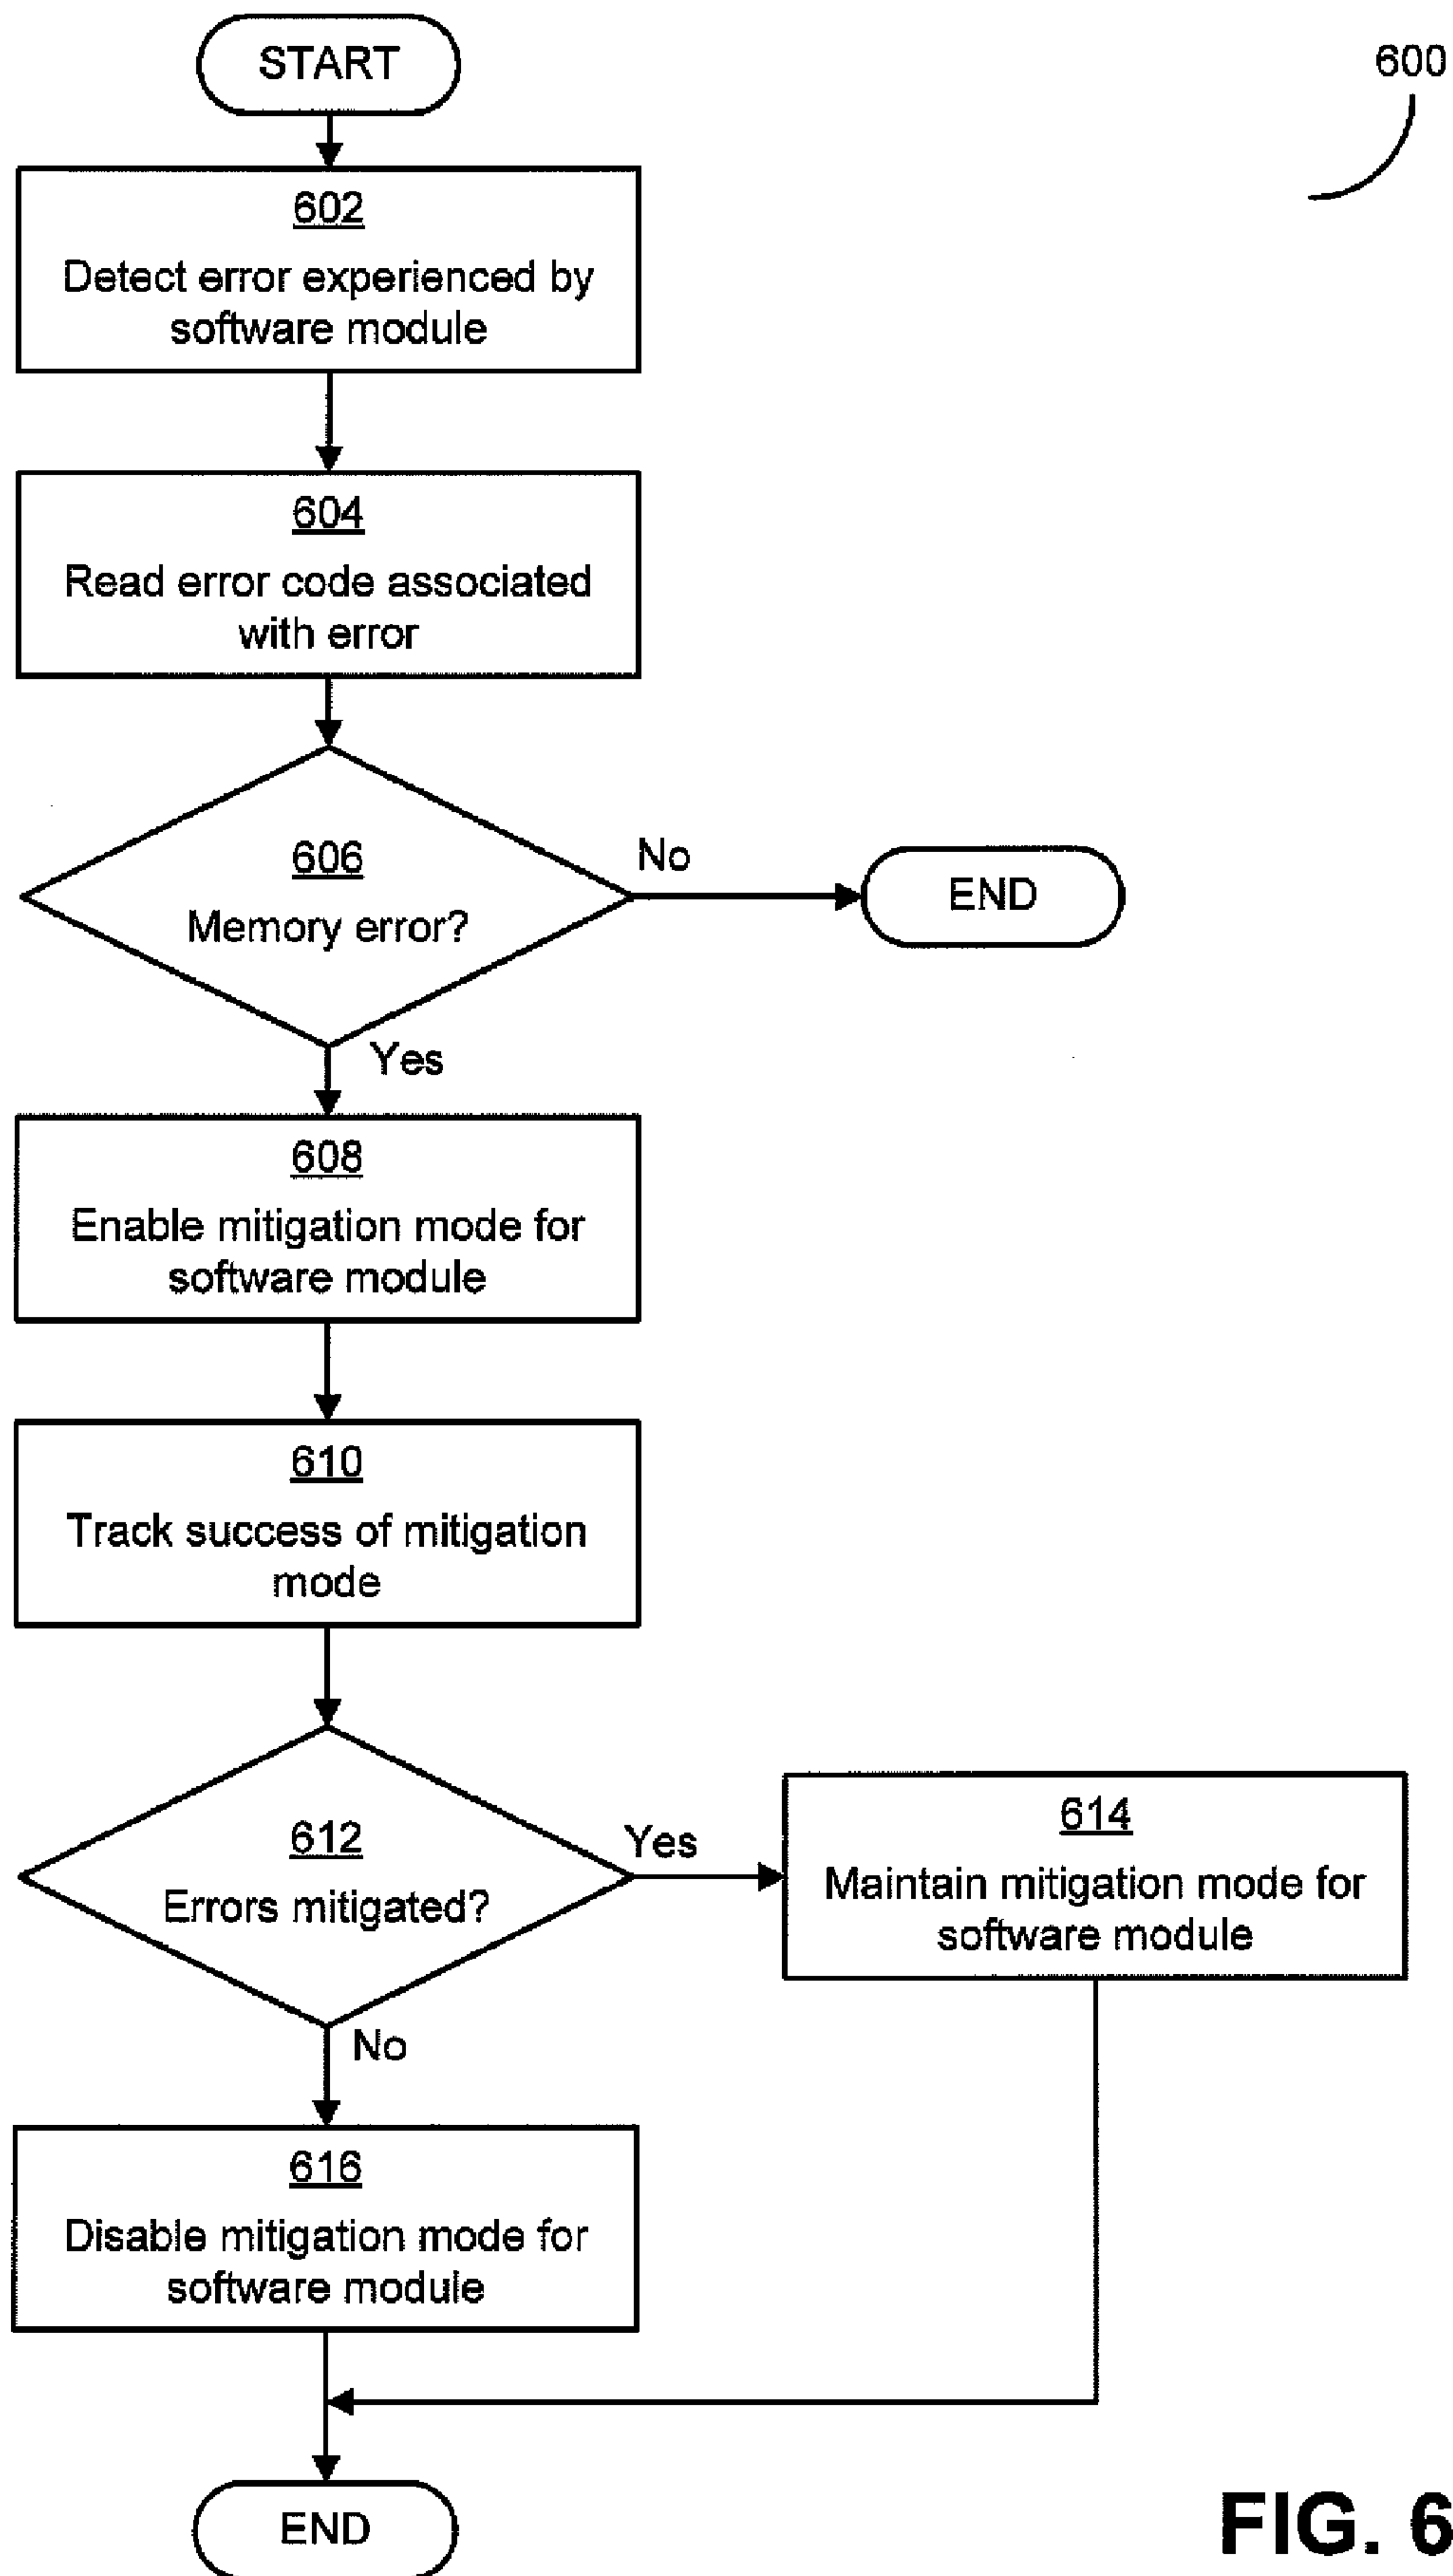 START
600
602
Detect error experienced by
software module
604
Read error code associated
with error
606
Memory error?
No
END
Yes
608
Enable mitigation mode for
software module
610
Track success of mitigation
mode
612
Errors mitigated?
Yes
614
Maintain mitigation mode for
software module
No
616
Disable mitigation mode for
software module
END
FIG. 6